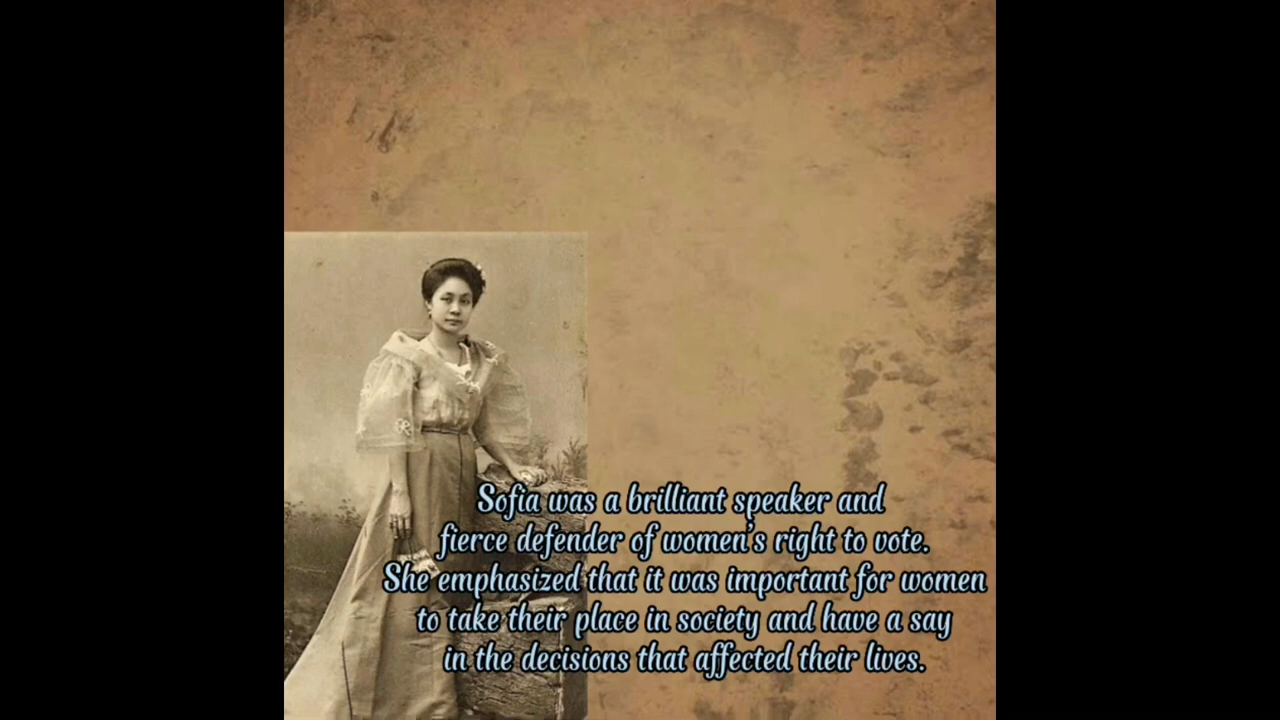 Sofia was a brilliant speaker and
fierce defender of women's right to vote.
She emphasized that it was important for women
to take their place in society and have a say
in the decisions that affected their lives.